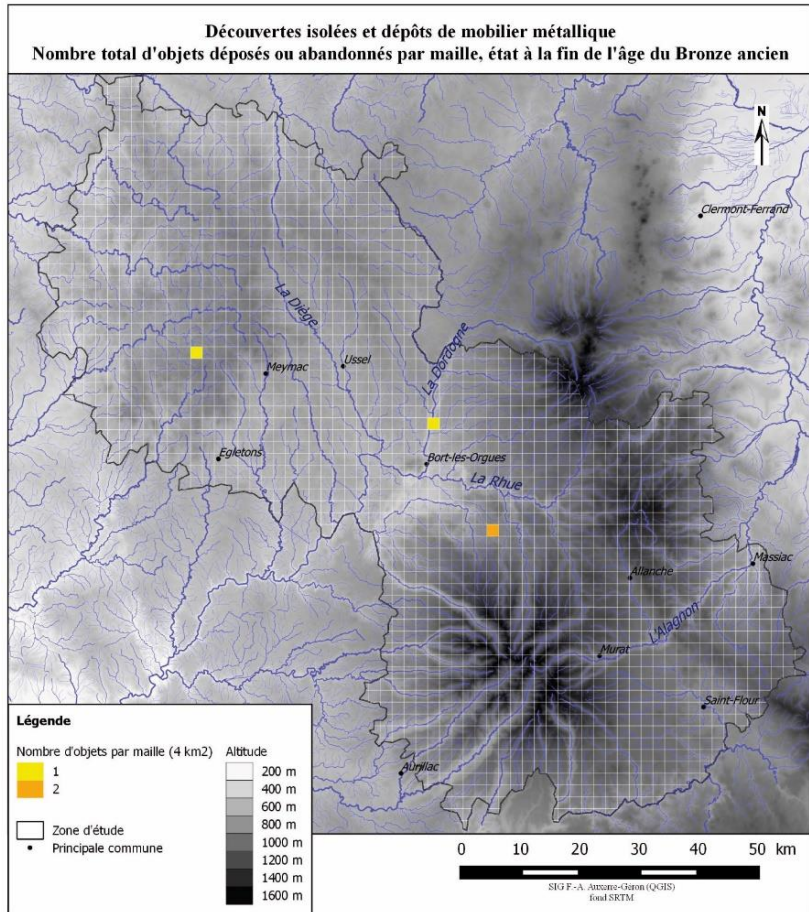 Découvertes isolées et dépôts de mobilier métallique
Nombre total d'objets déposés ou abandonnés par maille, état à la fin de l'âge du Bronze ancien
N
Clermont-Ferrand
La Diège
La Dordogne
Ussel
Meymac
Egletons
Bort-les-Orgues
La Rhue
Massiac
Allanche
L'Alagnon
Murat
Saint-Flour
Aurillac
Légende
Nombre d'objets par maille (4 km2)
1
2
Zone d'étude
Principale commune
Altitude
200 m
400 m
600 m
800 m
1000 m
1200 m
1400 m
1600 m
0 10 20 30 40 50 km
SIG F.-A. Auxerre-Géron (QGIS)
fond SRTM